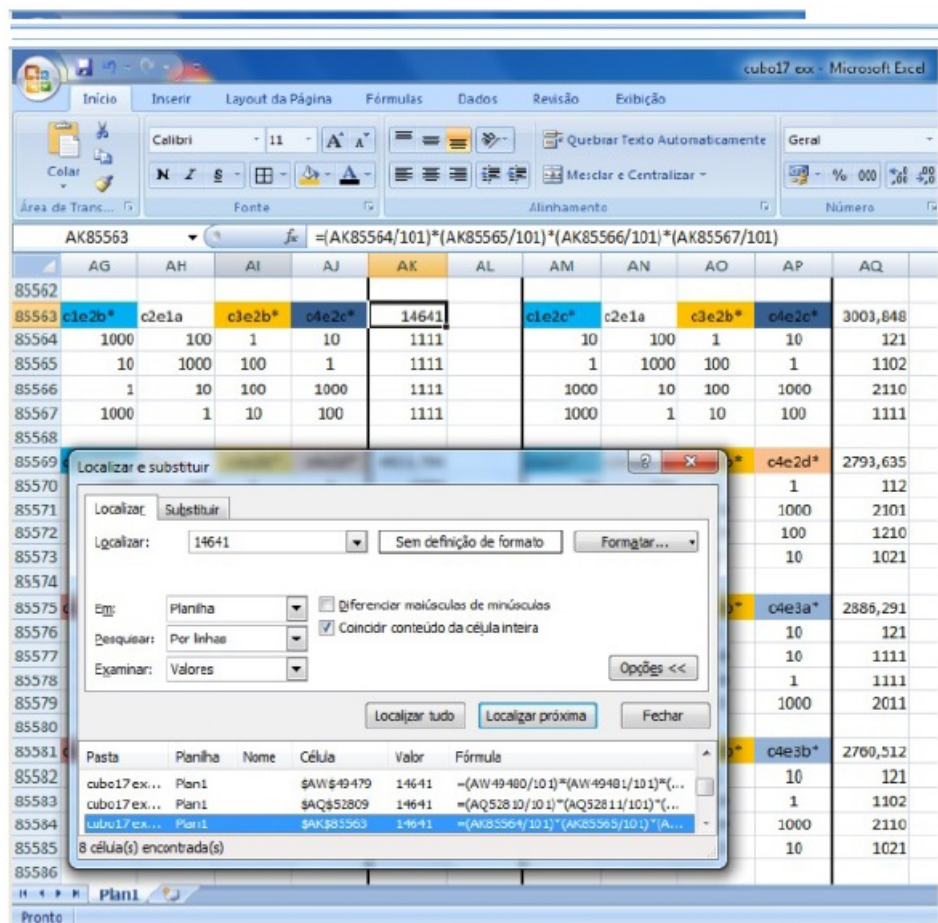 cubo17 exx - Microsoft Excel
Início Inserir Layout da Página Fórmulas Dados Revisão Exibição
Calibri 11 A A Quebrar Texto Automaticamente Geral
Colar N I S A Mesclar e Centralizar % 000
Área de Trans... Fonte Alinhamento Número
AK85563 fx =(AK85564/101)*(AK85565/101)*(AK85566/101)*(AK85567/101)
AG AH AI AJ AK AL AM AN AO AP AQ
85562
85563 c1e2b* c2e1a c3e2b* c4e2c* 14641 c1e2c* c2e1a c3e2b* c4e2c* 3003,848
85564 1000 100 1 10 1111 10 100 1 10 121
85565 10 1000 100 1 1111 1 1000 100 1 1102
85566 1 10 100 1000 1111 1000 10 100 1000 2110
85567 1000 1 10 100 1111 1000 1 10 100 1111
85568
85569 c4e2d* 2793,635
85570 1 112
85571 1000 2101
85572 100 1210
85573 10 1021
85574
85575 c4e3a* 2886,291
85576 10 121
85577 10 1111
85578 1 1111
85579 1000 2011
85580
85581 c4e3b* 2760,512
85582 10 121
85583 1 1102
85584 1000 2110
85585 10 1021
85586
Localizar e substituir
Localizar Substituir
Localizar: 14641 Sem definição de formato Formatar...
Em: Planilha Diferenciar maiúsculas de minúsculas
Pesquisar: Por linhas Coincidir conteúdo da célula inteira
Examinar: Valores Opções <<
Localizar tudo Localizar próxima Fechar
Pasta Planilha Nome Célula Valor Fórmula
cubo17 ex... Plan1 $AW$49479 14641 =(AW49480/101)*(AW49481/101)*(...
cubo17 ex... Plan1 $AQ$52809 14641 =(AQ52810/101)*(AQ52811/101)*(...
cubo17 ex... Plan1 $AK$85563 14641 =(AK85564/101)*(AK85565/101)*(A...
8 célula(s) encontrada(s)
Plan1
Pronto